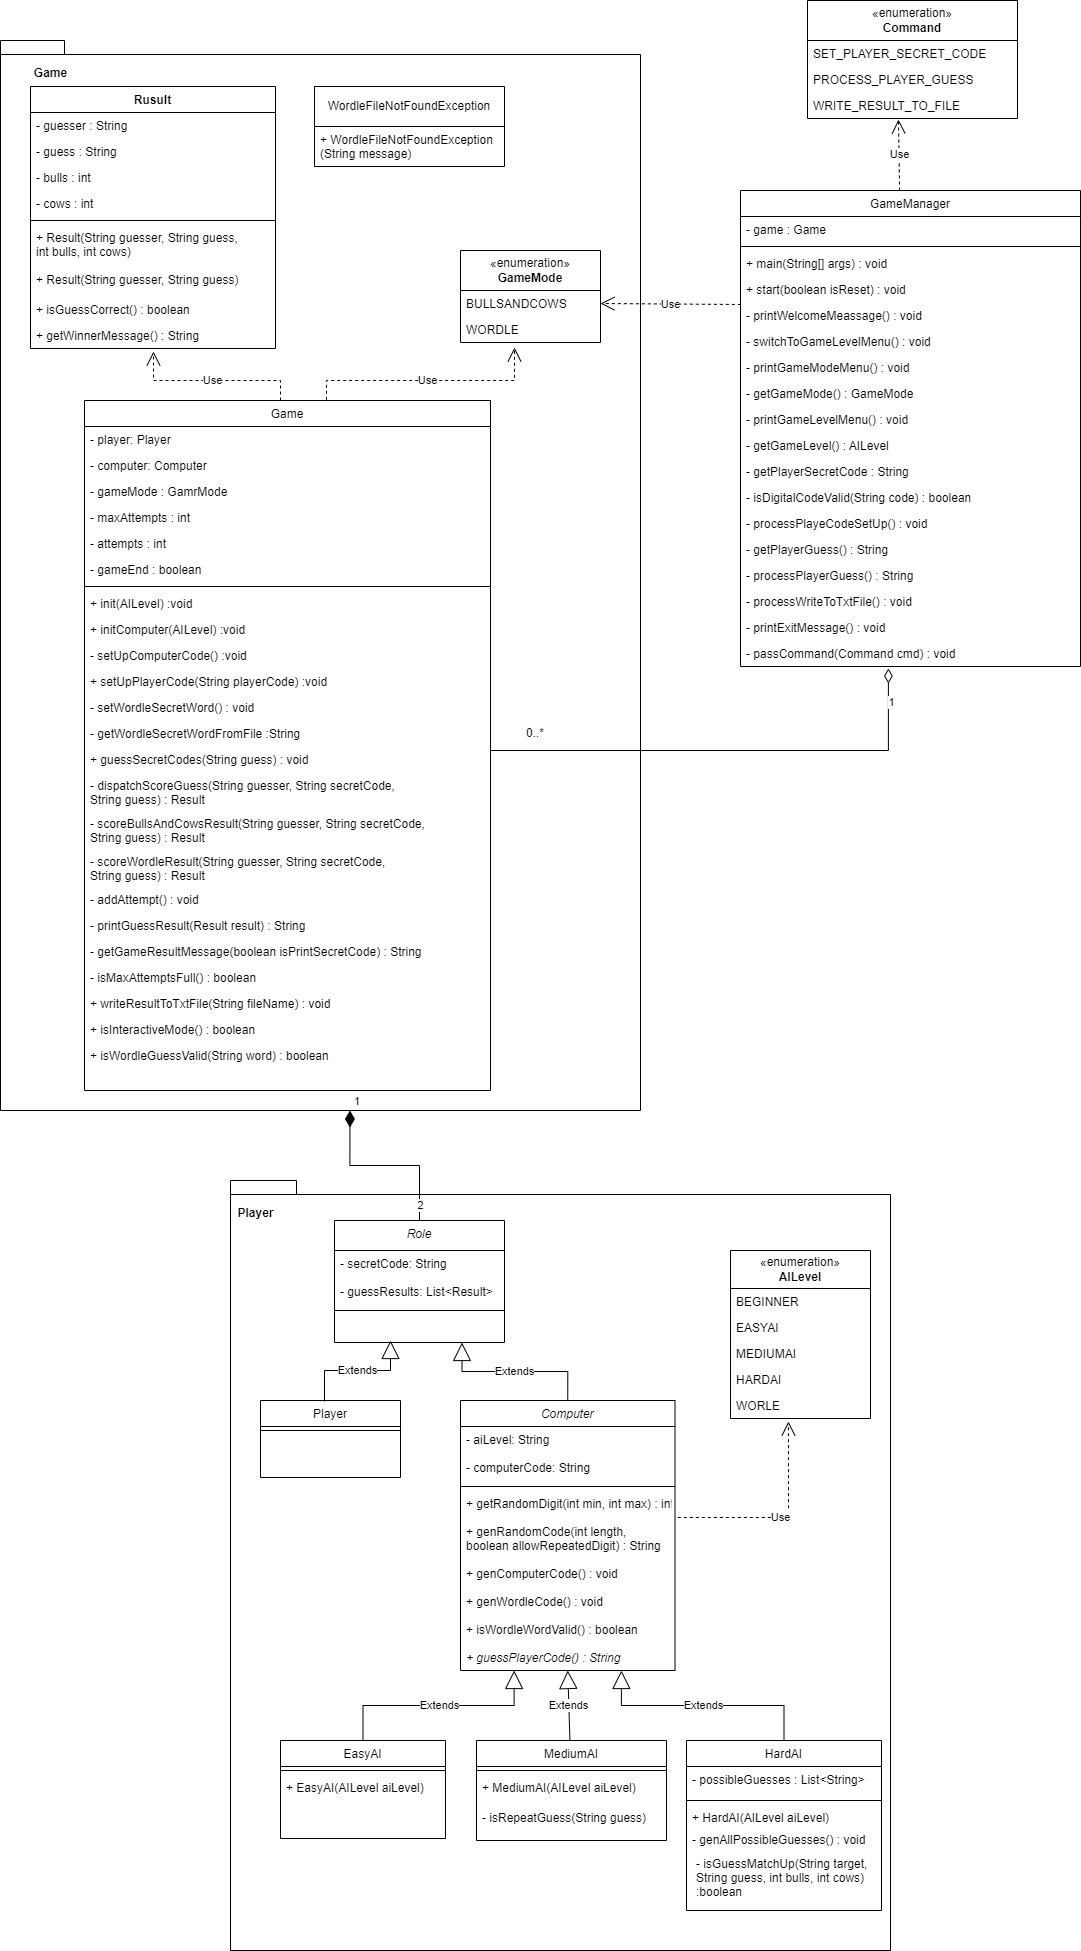 «enumeration»
Command
SET_PLAYER_SECRET_CODE
PROCESS_PLAYER_GUESS
WRITE_RESULT_TO_FILE
Use
Game
Rusult
- guesser : String
- guess : String
- bulls : int
- cows : int
+ Result(String guesser, String guess,
int bulls, int cows)
+ Result(String guesser, String guess)
+ isGuessCorrect() : boolean
+ getWinnerMessage() : String
WordleFileNotFoundException
+ WordleFileNotFoundException
(String message)
«enumeration»
GameMode
BULLSANDCOWS
WORDLE
Use
GameManager
- game : Game
+ main(String[] args) : void
+ start(boolean isReset) : void
- printWelcomeMeassage() : void
- switchToGameLevelMenu() : void
- printGameModeMenu() : void
- getGameMode() : GameMode
- printGameLevelMenu() : void
- getGameLevel() : AILevel
- getPlayerSecretCode : String
- isDigitalCodeValid(String code) : boolean
- processPlayeCodeSetUp() : void
- getPlayerGuess() : String
- processPlayerGuess() : String
- processWriteToTxtFile() : void
- printExitMessage() : void
- passCommand(Command cmd) : void
1
0..*
Use
Use
Game
- player: Player
- computer: Computer
- gameMode : GamrMode
- maxAttempts : int
- attempts : int
- gameEnd : boolean
+ init(AILevel) :void
+ initComputer(AILevel) :void
- setUpComputerCode() :void
+ setUpPlayerCode(String playerCode) :void
- setWordleSecretWord() : void
- getWordleSecretWordFromFile :String
+ guessSecretCodes(String guess) : void
- dispatchScoreGuess(String guesser, String secretCode,
String guess) : Result
- scoreBullsAndCowsResult(String guesser, String secretCode,
String guess) : Result
- scoreWordleResult(String guesser, String secretCode,
String guess) : Result
- addAttempt() : void
- printGuessResult(Result result) : String
- getGameResultMessage(boolean isPrintSecretCode) : String
- isMaxAttemptsFull() : boolean
+ writeResultToTxtFile(String fileName) : void
+ isInteractiveMode() : boolean
+ isWordleGuessValid(String word) : boolean
1
2
Player
Role
- secretCode: String
- guessResults: List<Result>
Extends
Extends
Player
Computer
- aiLevel: String
- computerCode: String
+ getRandomDigit(int min, int max) : int
+ genRandomCode(int length,
boolean allowRepeatedDigit) : String
+ genComputerCode() : void
+ genWordleCode() : void
+ isWordleWordValid() : boolean
+ guessPlayerCode() : String
«enumeration»
AILevel
BEGINNER
EASYAI
MEDIUMAI
HARDAI
WORLE
Use
Extends
Extends
Extends
EasyAI
+ EasyAI(AILevel aiLevel)
MediumAI
+ MediumAI(AILevel aiLevel)
- isRepeatGuess(String guess)
HardAI
- possibleGuesses : List<String>
+ HardAI(AILevel aiLevel)
- genAllPossibleGuesses() : void
- isGuessMatchUp(String target,
String guess, int bulls, int cows)
:boolean